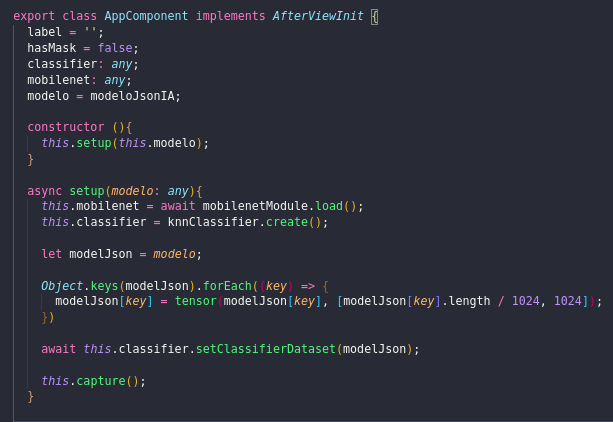 export class AppComponent implements AfterViewInit {
label = '';
hasMask = false;
classifier: any;
mobilenet: any;
modelo = modeloJsonIA;
constructor (){
this.setup(this.modelo);
}
async setup(modelo: any){
this.mobilenet = await mobilenetModule.load();
this.classifier = knnClassifier.create();
let modelJson = modelo;
Object.keys(modelJson).forEach((key) => {
modelJson[key] = tensor(modelJson[key], [modelJson[key].length / 1024, 1024]);
})
await this.classifier.setClassifierDataset(modelJson);
this.capture();
}